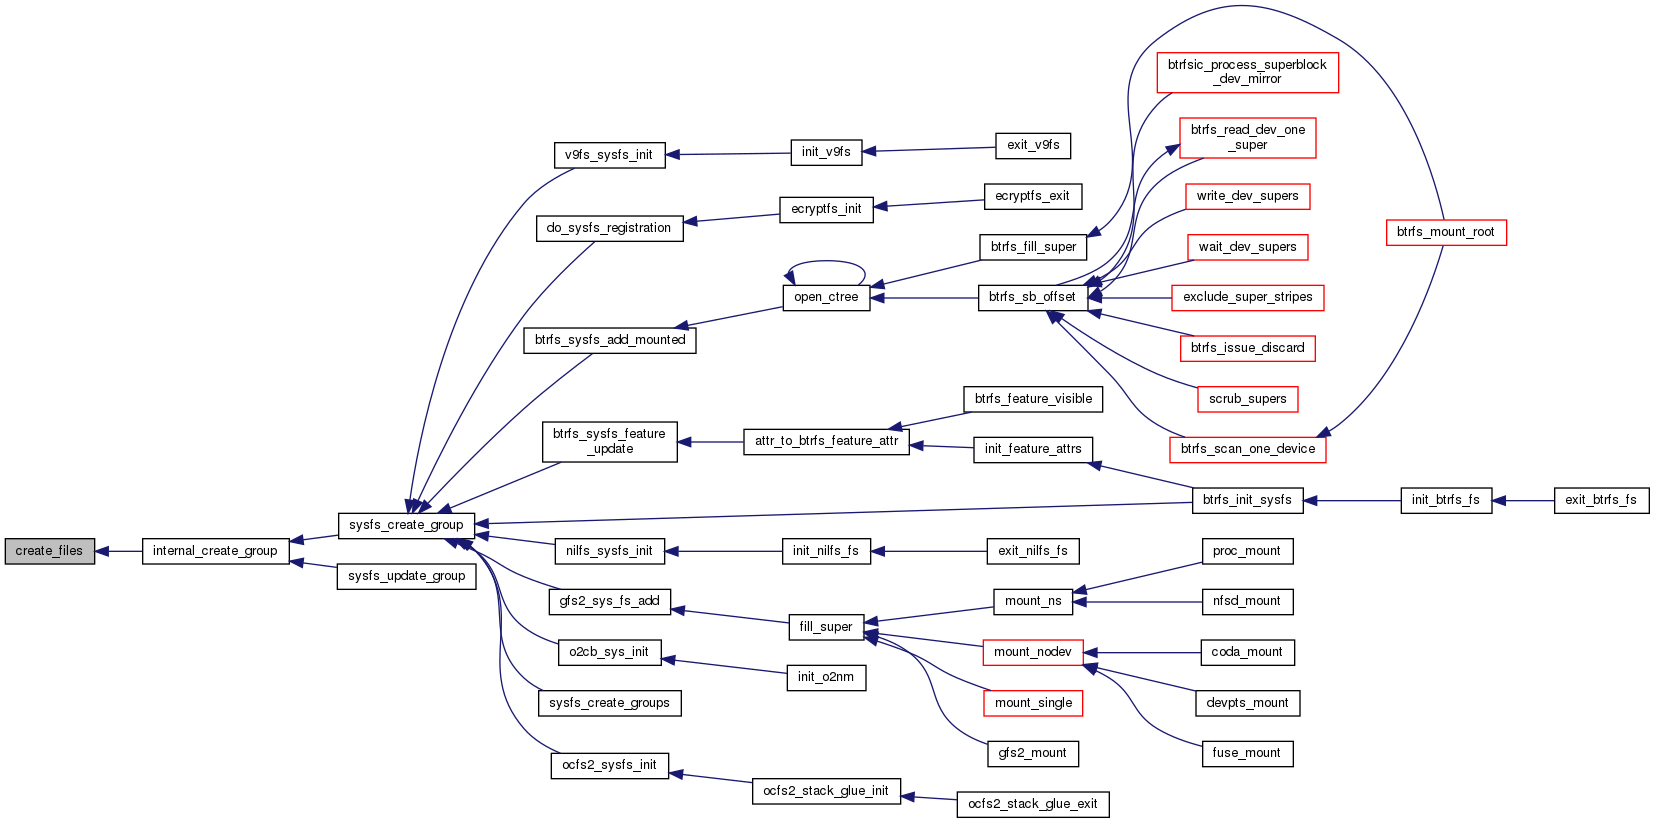 btrfsic_process_superblock
_dev_mirror
btrfs_read_dev_one
_super
exit_v9fs
init_v9fs
v9fs_sysfs_init
ecryptfs_exit
write_dev_supers
ecryptfs_init
do_sysfs_registration
btrfs_mount_root
btrfs_fill_super
wait_dev_supers
open_ctree
btrfs_sb_offset
exclude_super_stripes
btrfs_sysfs_add_mounted
btrfs_issue_discard
btrfs_feature_visible
scrub_supers
btrfs_sysfs_feature
_update
attr_to_btrfs_feature_attr
init_feature_attrs
btrfs_scan_one_device
btrfs_init_sysfs
init_btrfs_fs
exit_btrfs_fs
sysfs_create_group
create_files
internal_create_group
nilfs_sysfs_init
init_nilfs_fs
exit_nilfs_fs
proc_mount
sysfs_update_group
gfs2_sys_fs_add
mount_ns
nfsd_mount
fill_super
o2cb_sys_init
mount_nodev
coda_mount
init_o2nm
sysfs_create_groups
mount_single
devpts_mount
gfs2_mount
fuse_mount
ocfs2_sysfs_init
ocfs2_stack_glue_init
ocfs2_stack_glue_exit